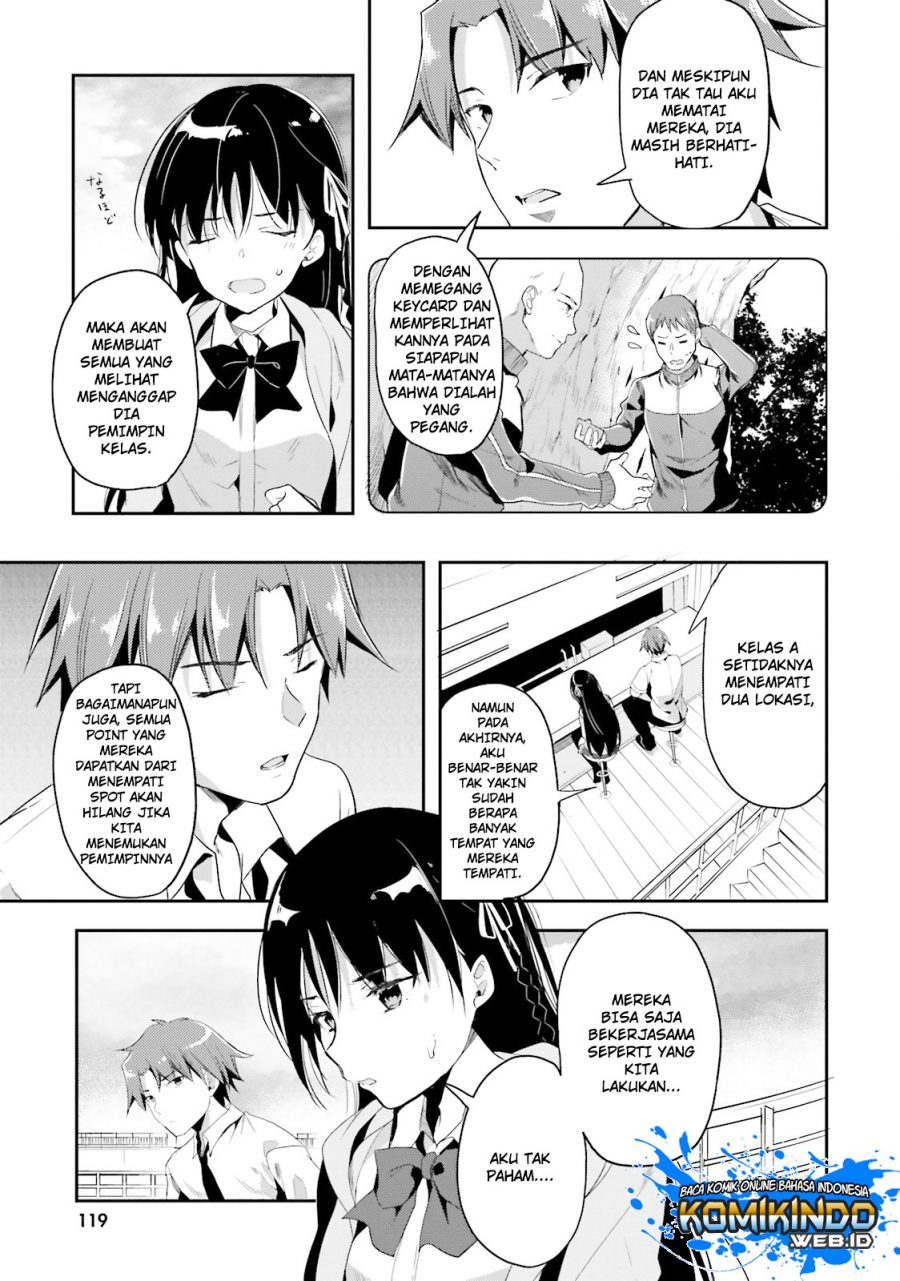 DAN MESKIPUN
DIA TAK TAU AKU
MEMATAI
MEREKA, DIA
MASIH BERHATI-
HATI.
DENGAN
MEMEGANG
KEYCARD DAN
MEMPERLIHAT
KANNYA PADA
SIAPAPUN
MATA-MATANYA
BAHWA DIALAH
YANG
PEGANG.
なるほど
MAKA AKAN
MEMBUAT
SEMUA YANG
MELIHAT
MENGANGGAP
DIA
PEMIMPIN
KELAS.
KELAS A
SETIDAKNYA
MENEMPATI
DUA LOKASI,
NAMUN
PADA
AKHIRNYA,
AKU
BENAR-BENAR
TAK YAKIN
SUDAH
BERAPA
BANYAK
TEMPAT YANG
MEREKA
TEMPATI.
TAPI
BAGAIMANAPUN
JUGA, SEMUA
POINT YANG
MEREKA
DAPATKAN DARI
MENEMPATI
SPOT AKAN
HILANG JIKA
KITA
MENEMUKAN
PEMIMPINNYA
MEREKA
BISA SAJA
BEKERJASAMA
SEPERTI YANG
KITA
LAKUKAN...
AKU TAK
PAHAM....
119
BACA KOMIK ONLINE BAHASA INDONESIA
KOMIKINDO
.WEB.ID